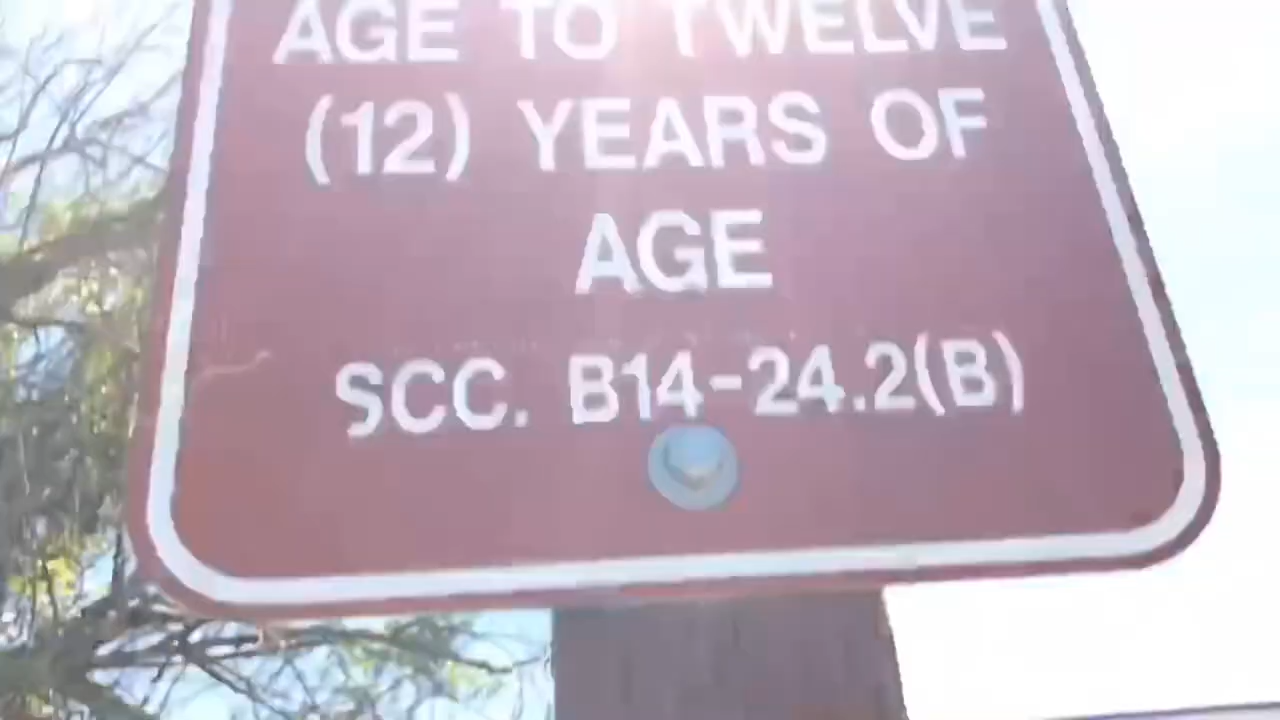 AGE TO TWELVE
(12) YEARS OF
AGE
SCC. B14-24.2(B)